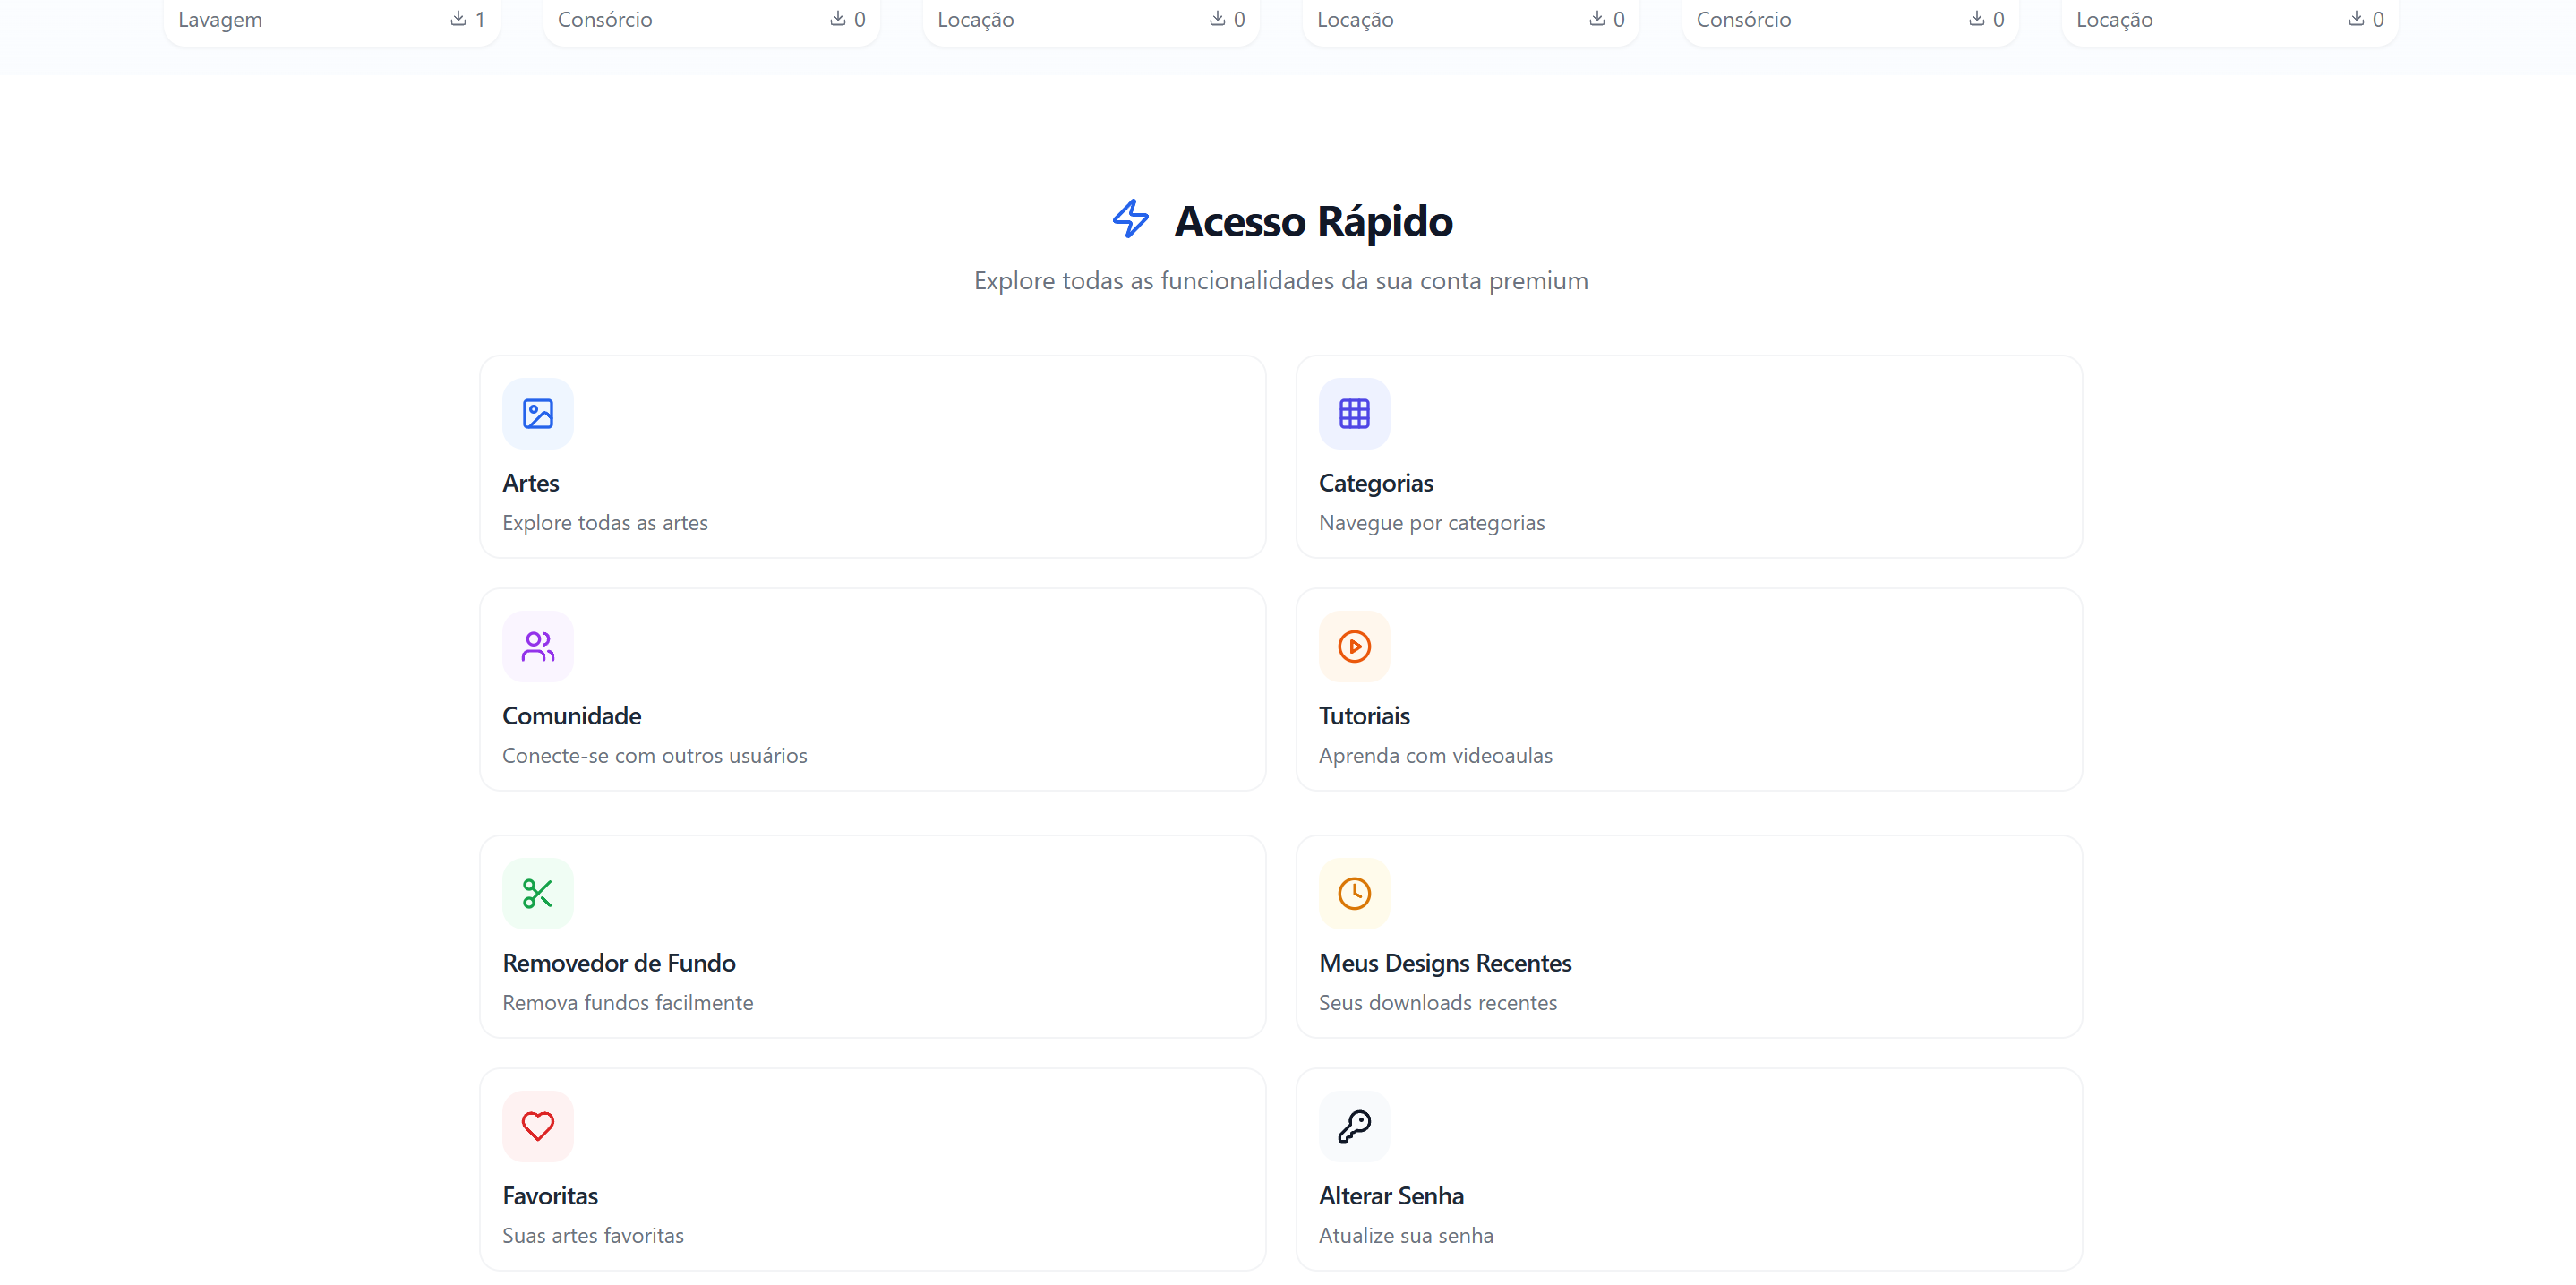 Lavagem 1 Consórcio 0 Locação 0 Locação 0 Consórcio 0 Locação 0
Acesso Rápido
Explore todas as funcionalidades da sua conta premium
Artes
Explore todas as artes
Categorias
Navegue por categorias
Comunidade
Conecte-se com outros usuários
Tutoriais
Aprenda com videoaulas
Removedor de Fundo
Remova fundos facilmente
Meus Designs Recentes
Seus downloads recentes
Favoritas
Suas artes favoritas
Alterar Senha
Atualize sua senha